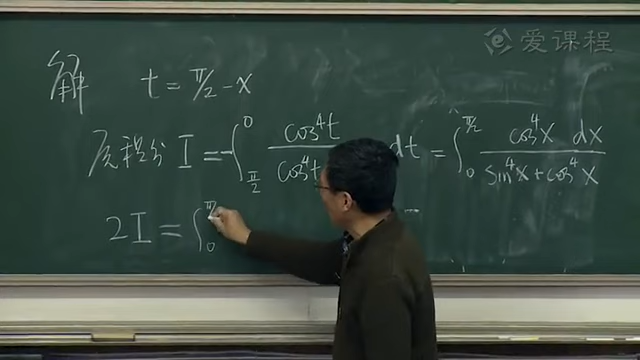 爱课程
解 t = π/2 - x
原积分 I = -∫_{π/2}^{0} cos⁴t / cos⁴t dt = ∫_{0}^{π/2} cos⁴x dx / sin⁴x + cos⁴x
2I = ∫_{0}^{π/2}